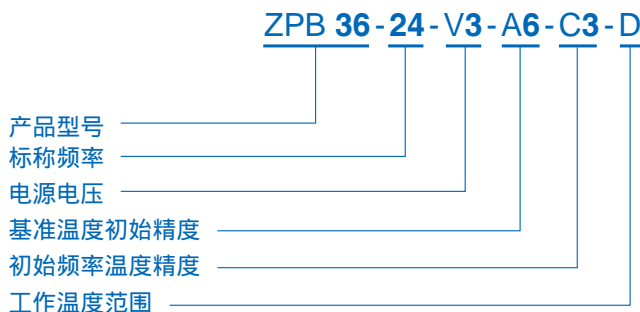 ZPB 36-24-V3-A6-C3-D
产品型号
标称频率
电源电压
基准温度初始精度
初始频率温度精度
工作温度范围